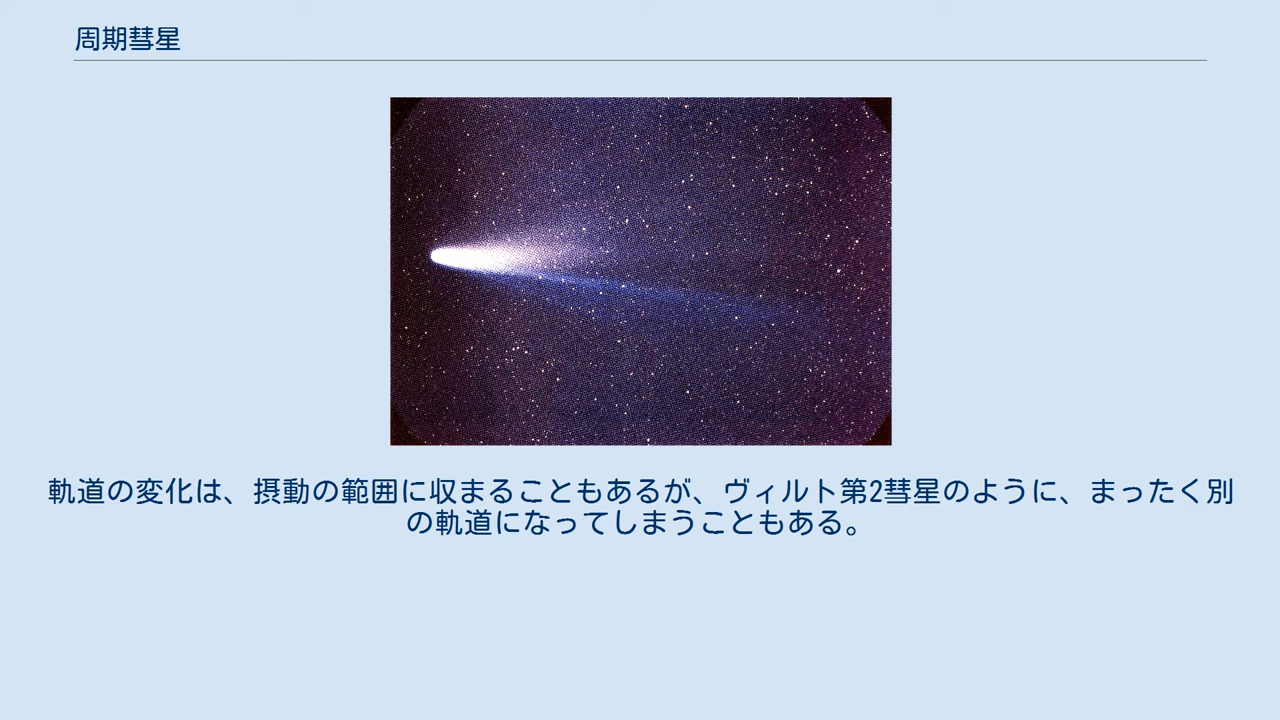 周期彗星
軌道の変化は、摂動の範囲に収まることもあるが、ヴィルト第2彗星のように、まったく別
の軌道になってしまうこともある。